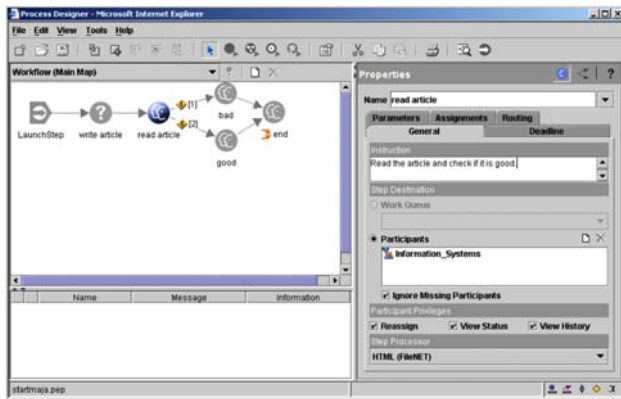 Process Designer - Microsoft Internet Explorer
File Edit View Tools Help
Workflow (Main Map)
LaunchStep
write article
read article
[1]
[2]
bad
good
end
Name Message Information
startmaja.pep
Properties
Name read article
Parameters Assignments Routing
General Deadline
Instruction
Read the article and check if it is good.
Step Destination
Work Queue
Participants
Information_Systems
Ignore Missing Participants
Participant Privileges
Reassign View Status View History
Step Processor
HTML (FileNET)